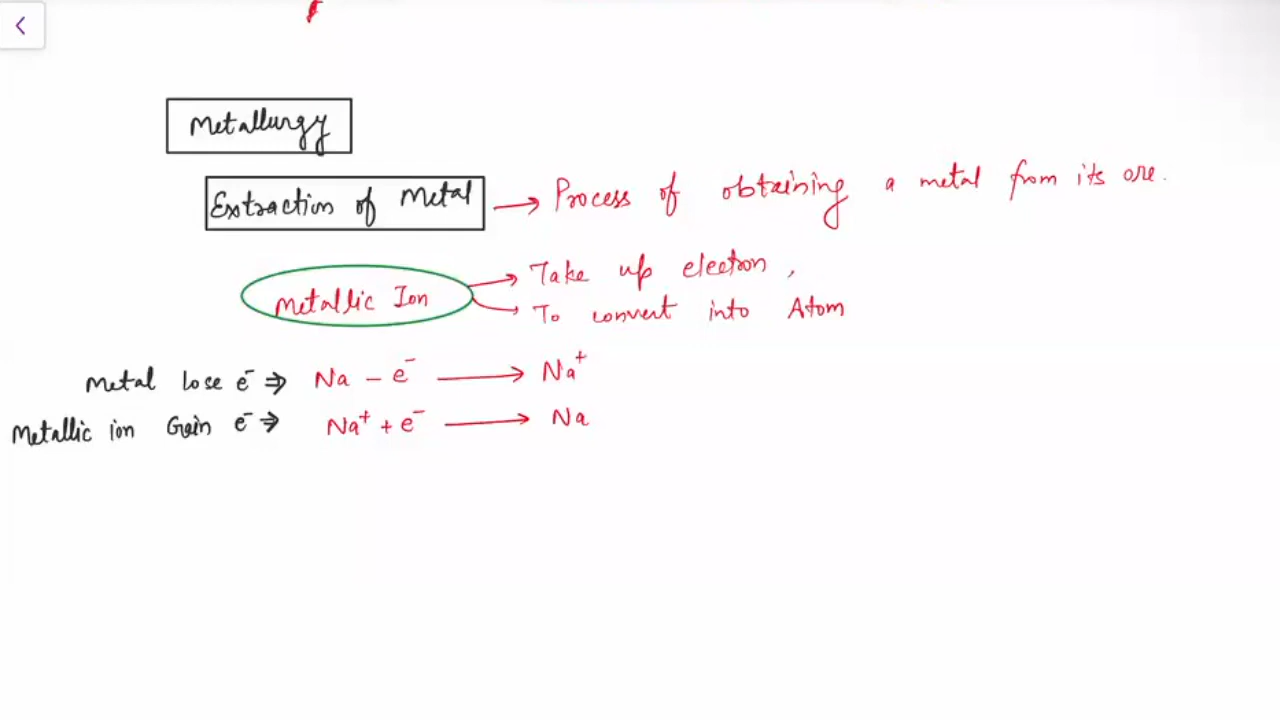 Metallurgy
Extraction of Metal → Process of obtaining a metal from its ore.
Metallic Ion → Take up electron ,
→ To convert into Atom
Metal lose e⁻ ⇒ Na - e⁻ → Na⁺
Metallic ion Gain e⁻ ⇒ Na⁺ + e⁻ → Na